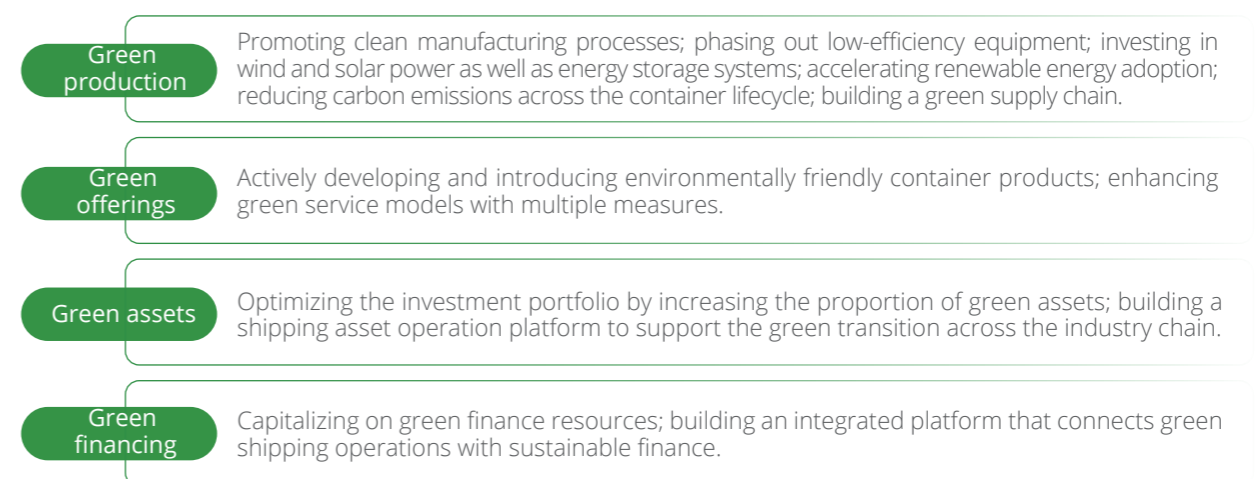 Green
production
Promoting clean manufacturing processes; phasing out low-efficiency equipment; investing in
wind and solar power as well as energy storage systems; accelerating renewable energy adoption;
reducing carbon emissions across the container lifecycle; building a green supply chain.
Green
offerings
Actively developing and introducing environmentally friendly container products; enhancing
green service models with multiple measures.
Green assets
Optimizing the investment portfolio by increasing the proportion of green assets; building a
shipping asset operation platform to support the green transition across the industry chain.
Green
financing
Capitalizing on green finance resources; building an integrated platform that connects green
shipping operations with sustainable finance.